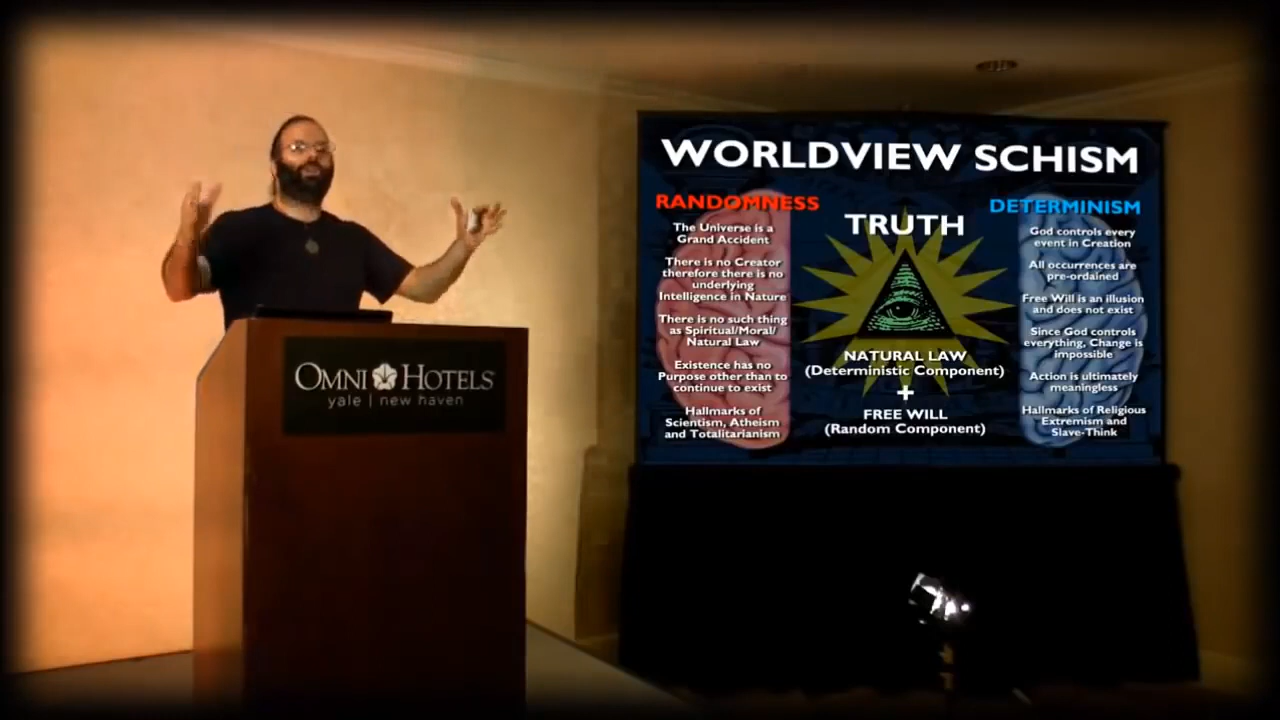 OMNI HOTELS
yale | new haven
WORLDVIEW SCHISM
RANDOMNESS
The Universe is a
Grand Accident
There is no Creator
therefore there is no
underlying
Intelligence in Nature
There is no such thing
as Spiritual/Moral/
Natural Law
Existence has no
Purpose other than to
continue to exist
Hallmarks of
Scientism, Atheism
and Totalitarianism
TRUTH
NATURAL LAW
(Deterministic Component)
+
FREE WILL
(Random Component)
DETERMINISM
God controls every
event in Creation
All occurrences are
pre-ordained
Free Will is an illusion
and does not exist
Since God controls
everything, Change is
impossible
Action is ultimately
meaningless
Hallmarks of Religious
Extremism and
Slave-Think